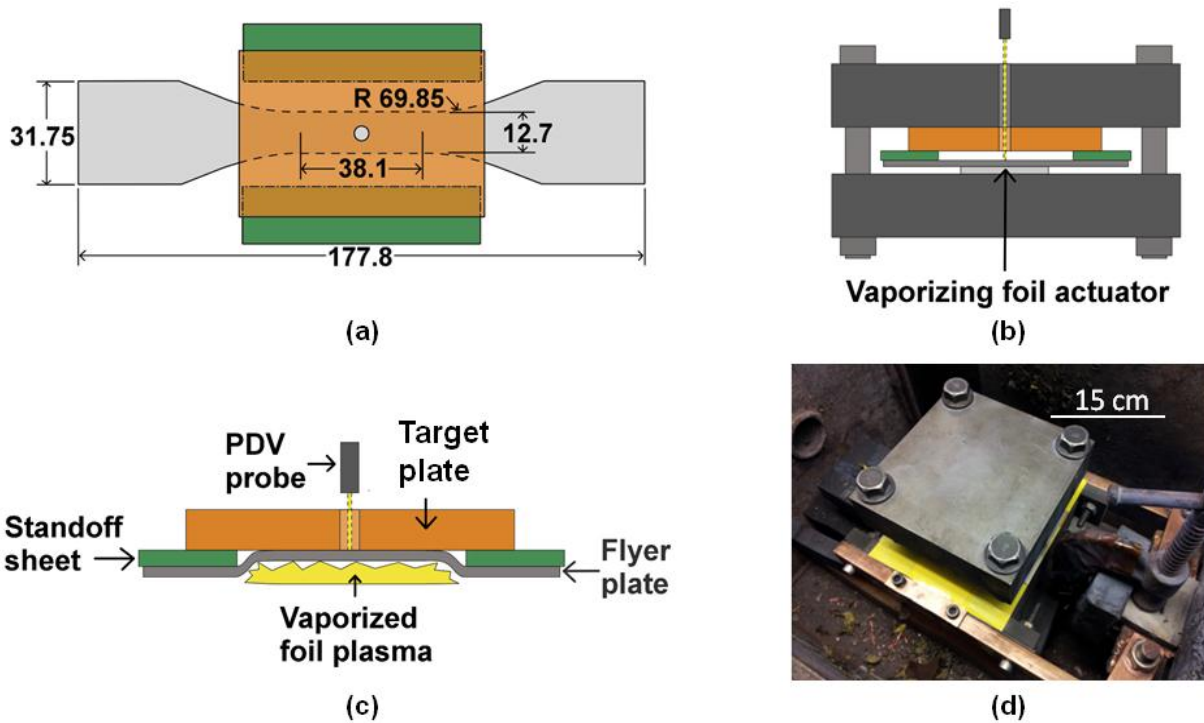 R 69.85
31.75
12.7
38.1
177.8
(a)
Vaporizing foil actuator
(b)
PDV
probe
Target
plate
Standoff
sheet
Flyer
plate
Vaporized
foil plasma
(c)
15 cm
(d)